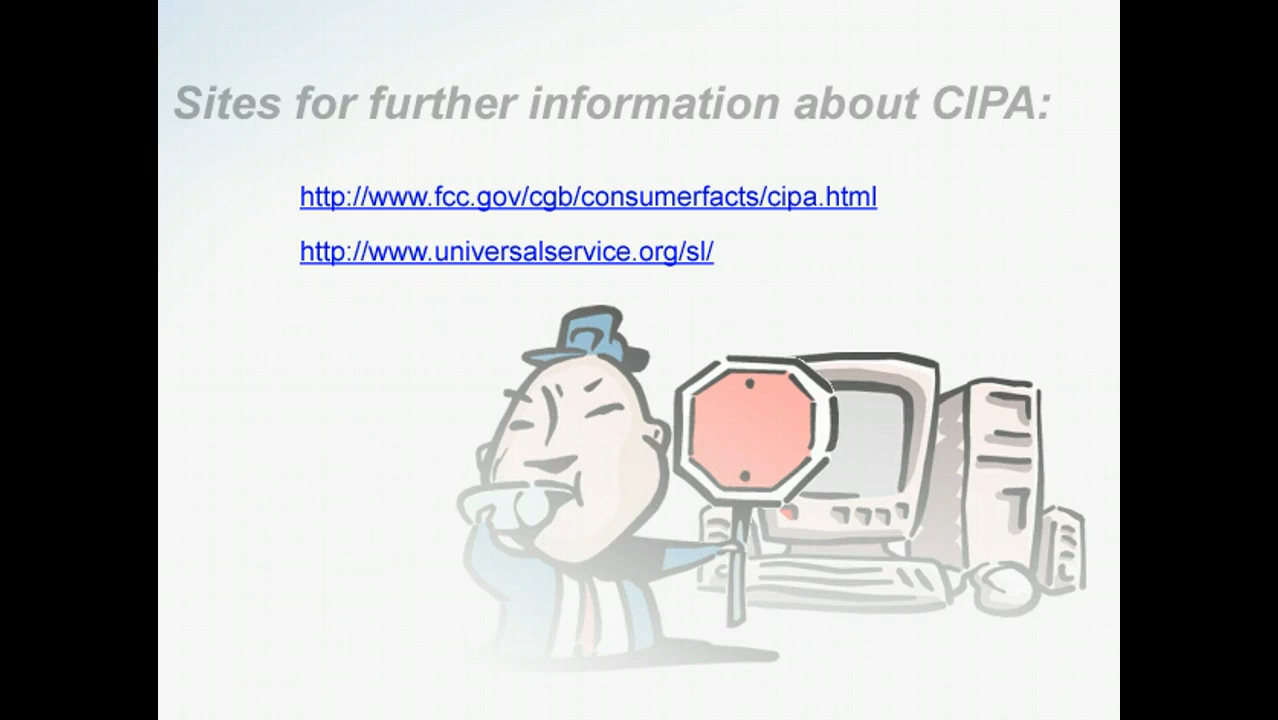 Sites for further information about CIPA:
http://www.fcc.gov/cgb/consumerfacts/cipa.html
http://www.universalservice.org/sl/